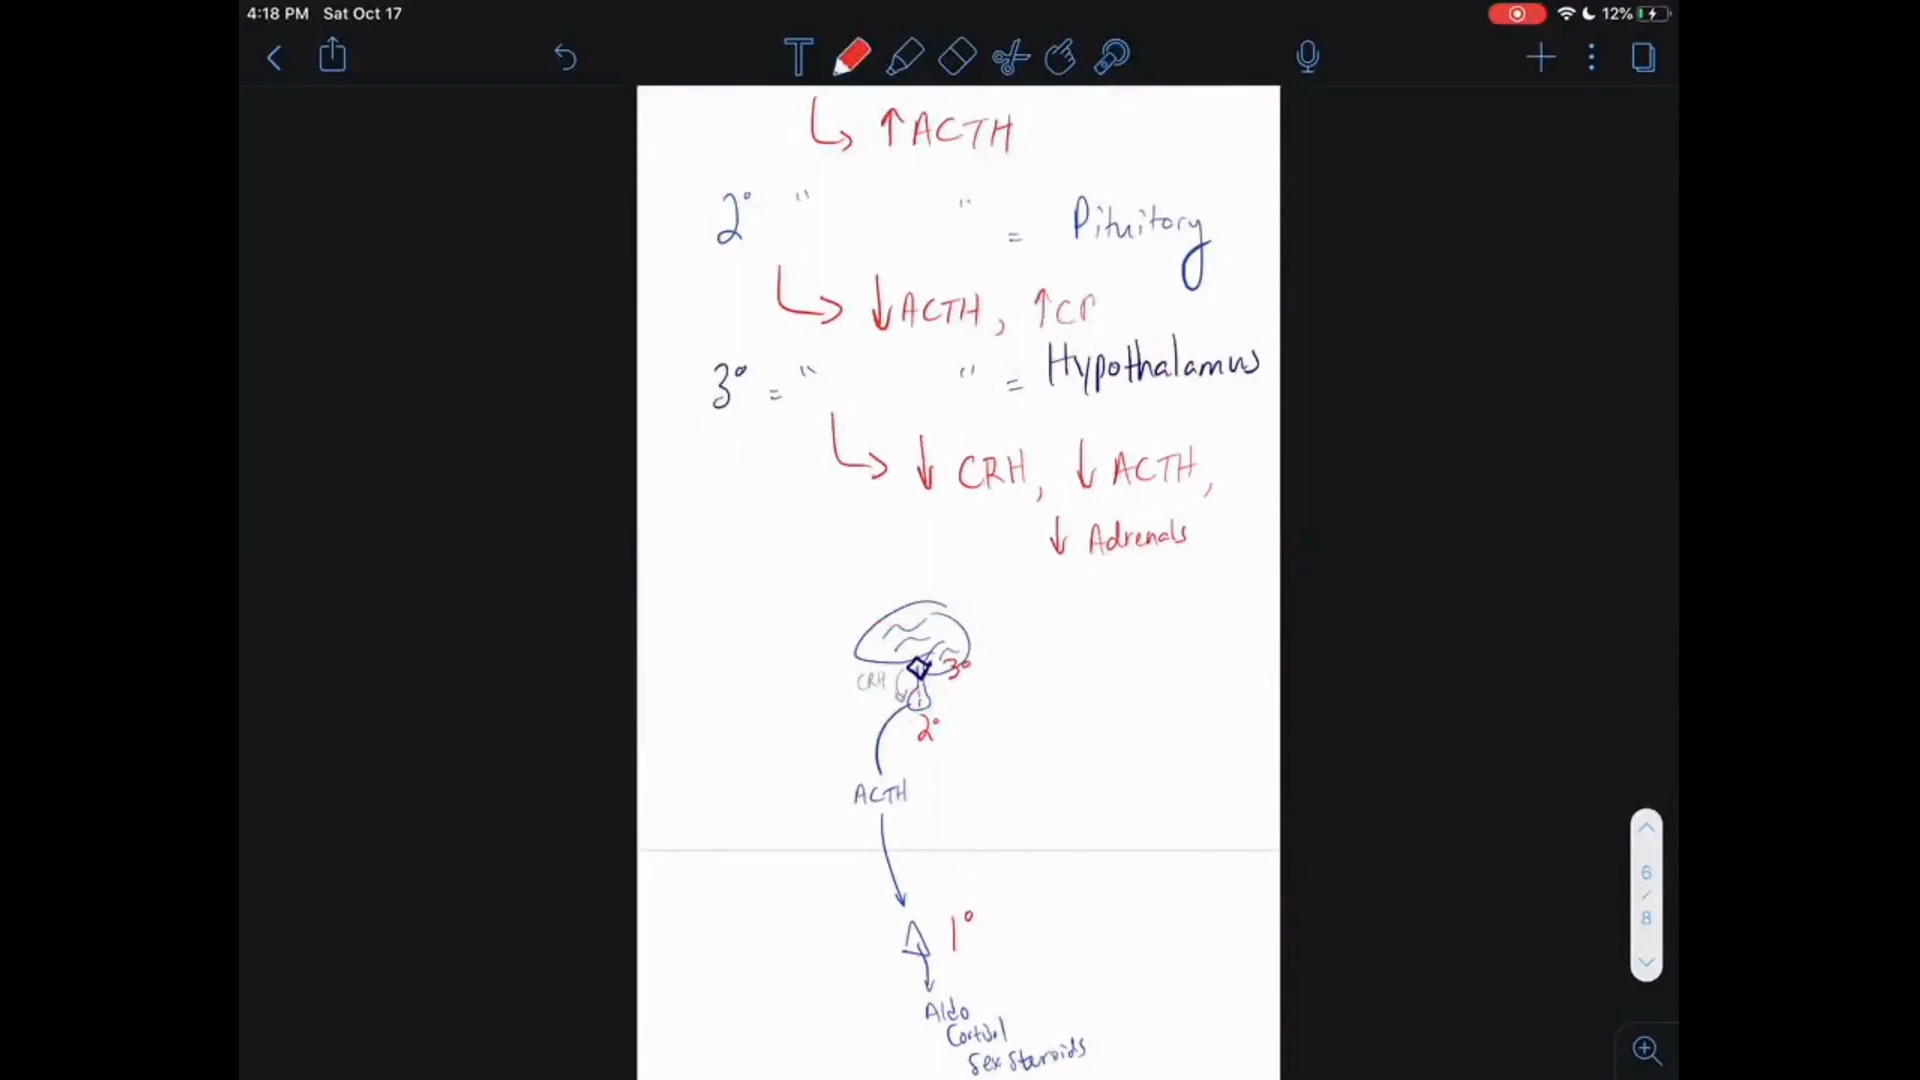 4:18 PM Sat Oct 17
12%
T
↳ ↑ ACTH
2° " " = Pituitory
↳ ↓ ACTH, ↑ CR
3° = " " = Hypothalamus
↳ ↓ CRH, ↓ ACTH,
↓ Adrenals
3°
CRH
2°
ACTH
1°
Aldo
Cortisol
Sex Steroids
6
/
8